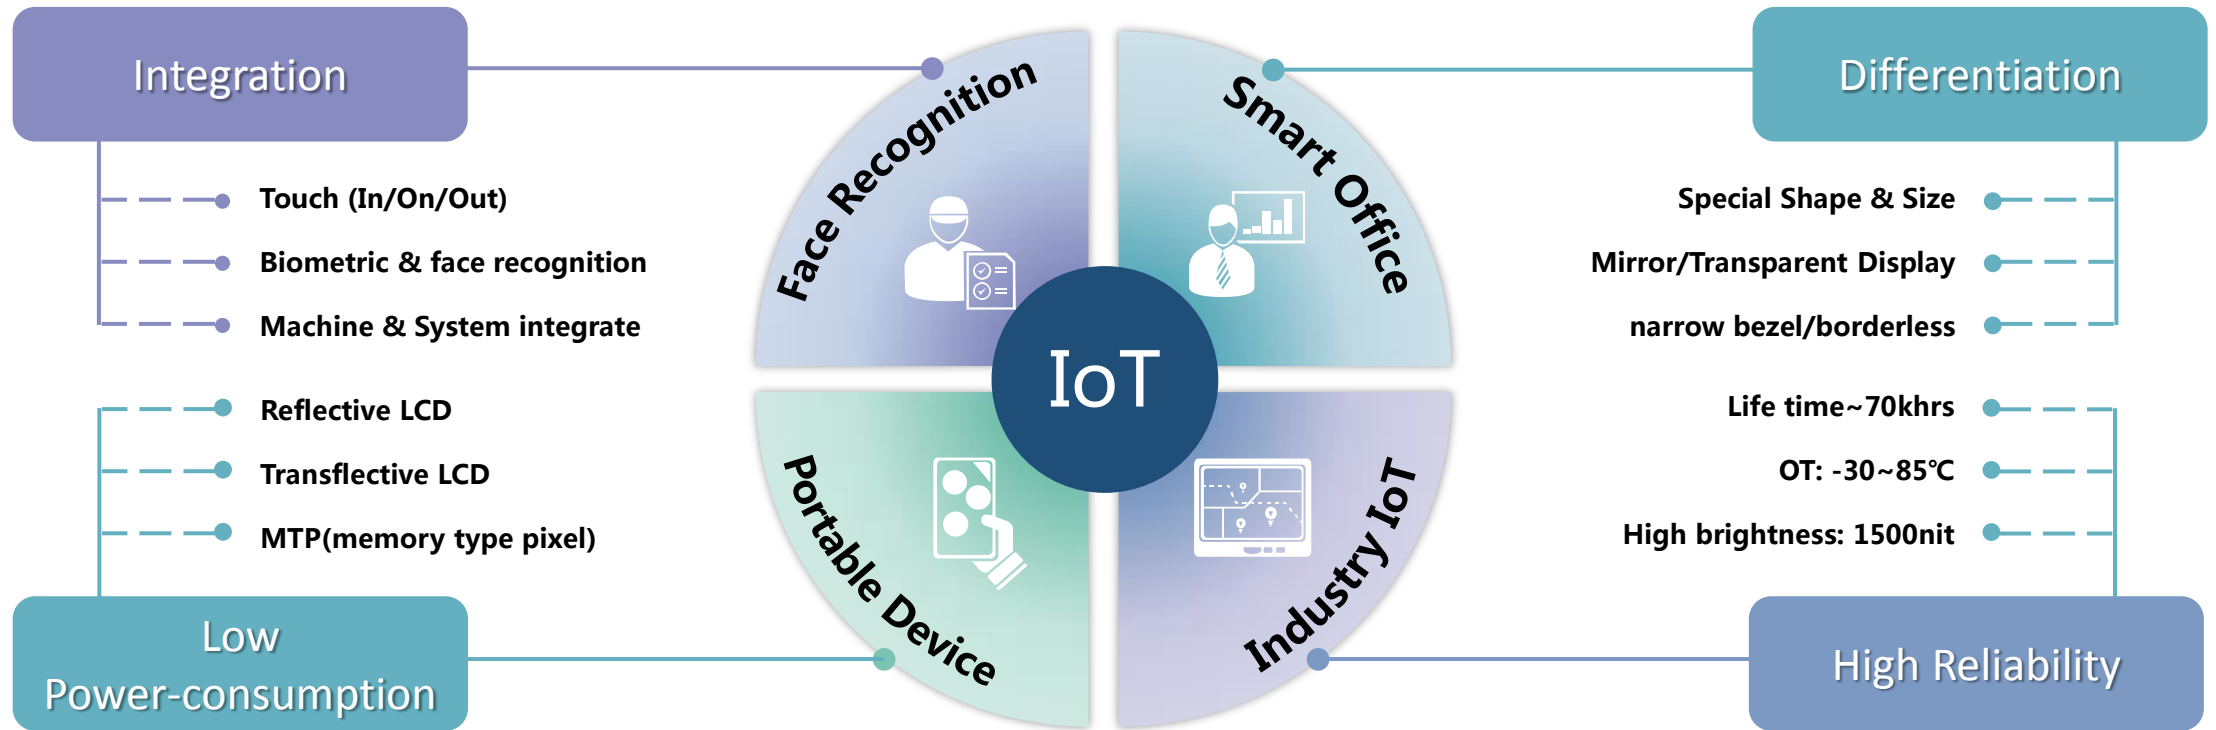 Integration
Touch (In/On/Out)
Biometric & face recognition
Machine & System integrate
Face Recognition
Smart Office
Differentiation
Special Shape & Size
Mirror/Transparent Display
narrow bezel/borderless
IoT
Reflective LCD
Transflective LCD
MTP(memory type pixel)
Low
Power-consumption
Portable Device
Industry IoT
Life time~70khrs
OT: -30~85℃
High brightness: 1500nit
High Reliability